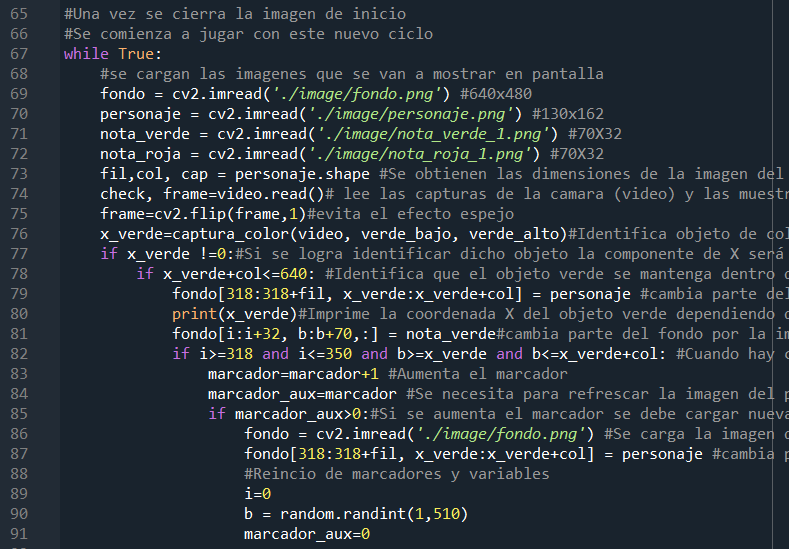 65 #Una vez se cierra la imagen de inicio
66 #Se comienza a jugar con este nuevo ciclo
67 while True:
68 #se cargan las imagenes que se van a mostrar en pantalla
69 fondo = cv2.imread('./image/fondo.png') #640x480
70 personaje = cv2.imread('./image/personaje.png') #130x162
71 nota_verde = cv2.imread('./image/nota_verde_1.png') #70X32
72 nota_roja = cv2.imread('./image/nota_roja_1.png') #70X32
73 fil,col, cap = personaje.shape #Se obtienen las dimensiones de la imagen del
74 check, frame=video.read()# lee las capturas de la camara (video) y las muestr
75 frame=cv2.flip(frame,1)#evita el efecto espejo
76 x_verde=captura_color(video, verde_bajo, verde_alto)#Identifica objeto de col
77 if x_verde !=0:#Si se logra identificar dicho objeto la componente de X será
78 if x_verde+col<=640: #Identifica que el objeto verde se mantenga dentro d
79 fondo[318:318+fil, x_verde:x_verde+col] = personaje #cambia parte del
80 print(x_verde)#Imprime la coordenada X del objeto verde dependiendo d
81 fondo[i:i+32, b:b+70,:] = nota_verde#cambia parte del fondo por la im
82 if i>=318 and i<=350 and b>=x_verde and b<=x_verde+col: #Cuando hay c
83 marcador=marcador+1 #Aumenta el marcador
84 marcador_aux=marcador #Se necesita para refrescar la imagen del p
85 if marcador_aux>0:#Si se aumenta el marcador se debe cargar nueva
86 fondo = cv2.imread('./image/fondo.png') #Se carga la imagen d
87 fondo[318:318+fil, x_verde:x_verde+col] = personaje #cambia p
88 #Reincio de marcadores y variables
89 i=0
90 b = random.randint(1,510)
91 marcador_aux=0